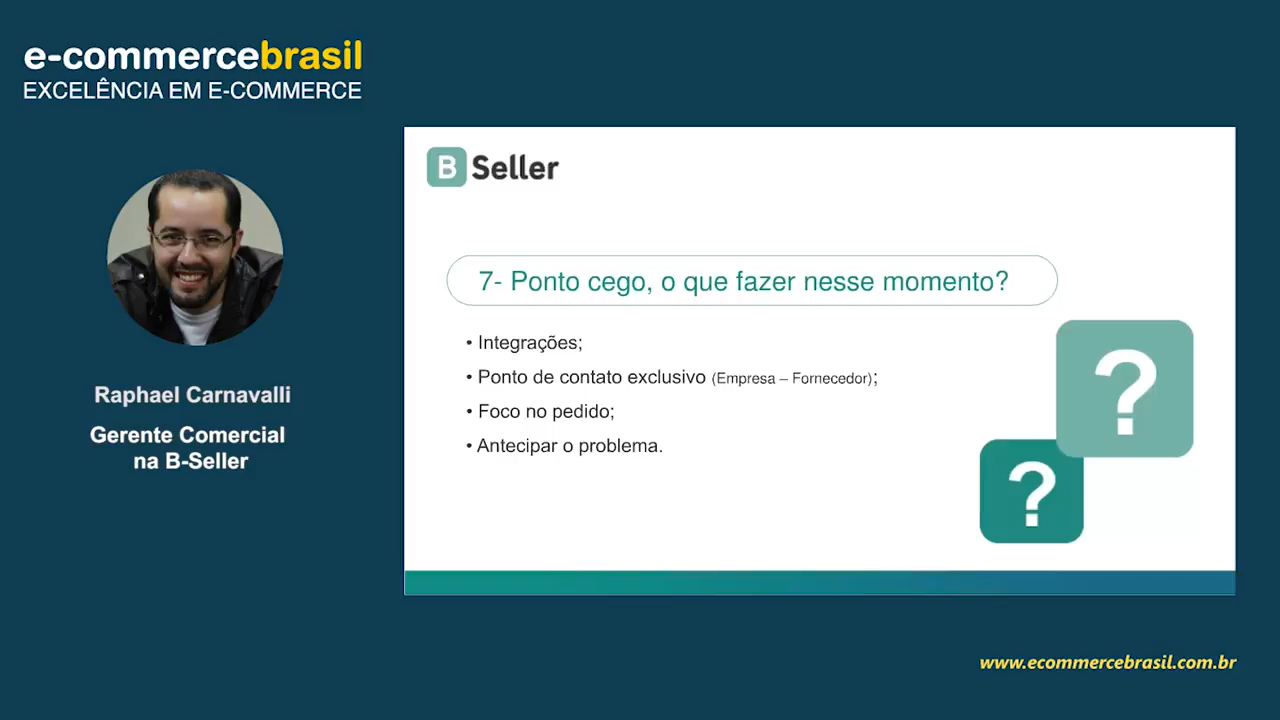 e-commercebrasil
EXCELÊNCIA EM E-COMMERCE
B Seller
7- Ponto cego, o que fazer nesse momento?
• Integrações;
• Ponto de contato exclusivo (Empresa – Fornecedor);
• Foco no pedido;
• Antecipar o problema.
?
?
Raphael Carnavalli
Gerente Comercial
na B-Seller
www.ecommercebrasil.com.br